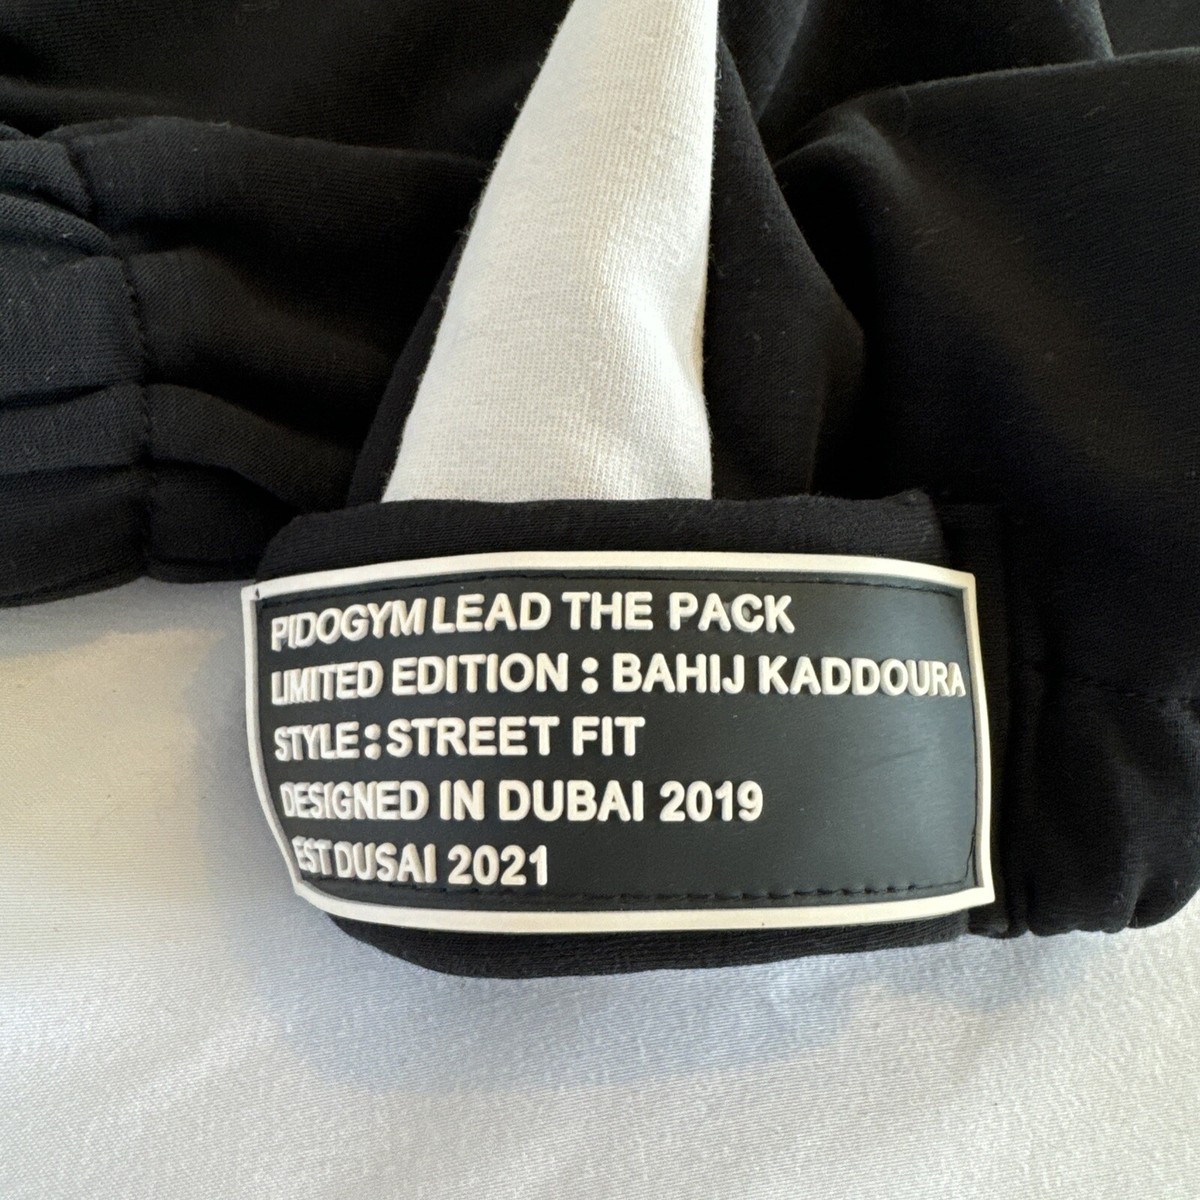 PIDOGYM LEAD THE PACK
LIMITED EDITION : BAHIJ KADDOURA
STYLE : STREET FIT
DESIGNED IN DUBAI 2019
EST DUSAI 2021